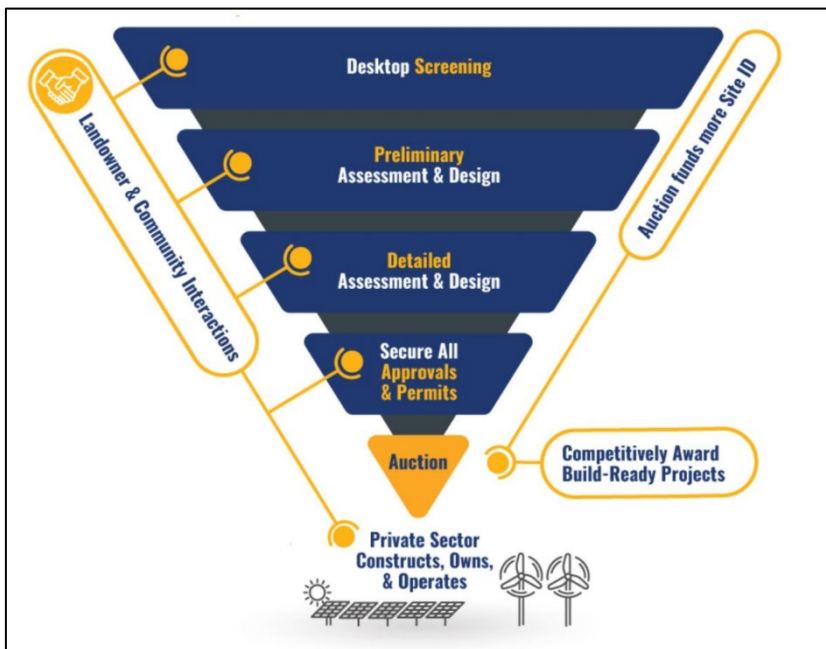 Desktop Screening
Preliminary
Assessment & Design
Detailed
Assessment & Design
Secure All
Approvals
& Permits
Auction
Landowner & Community Interactions
Auction funds more Site ID
Competitively Award
Build-Ready Projects
Private Sector
Constructs, Owns,
& Operates